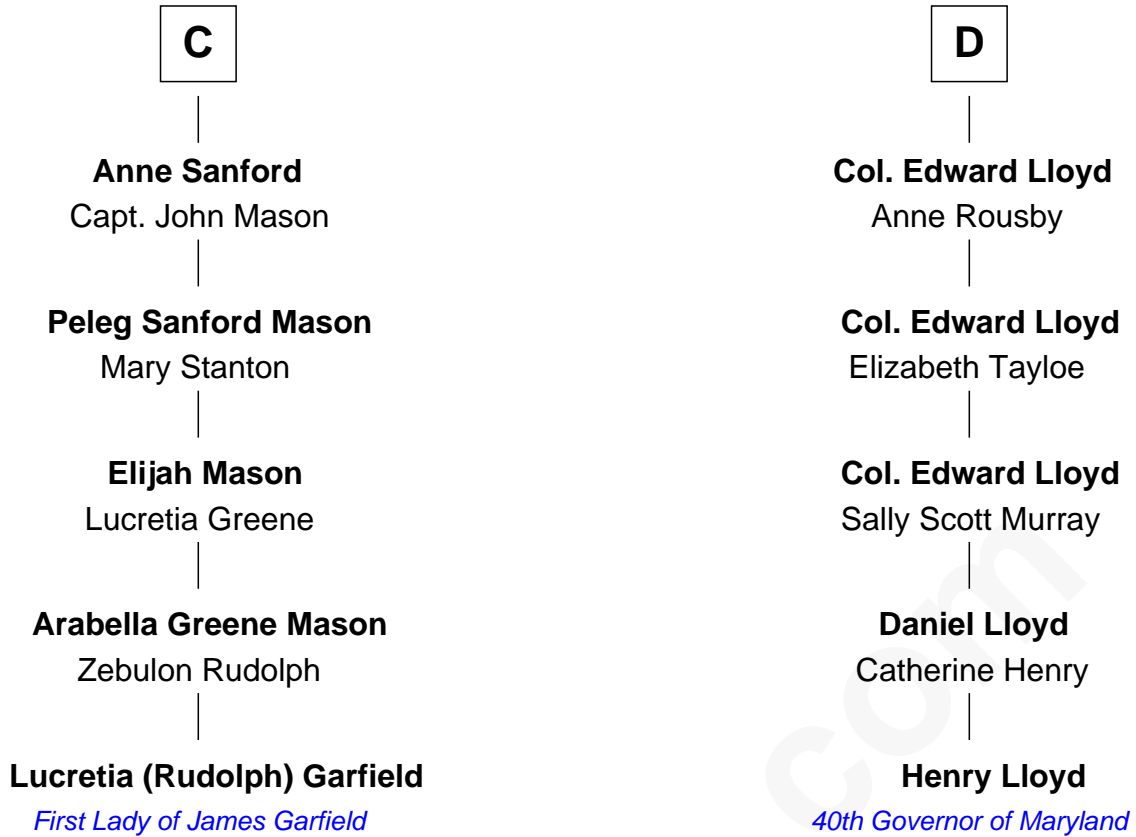 C
Anne Sanford
Capt. John Mason
Peleg Sanford Mason
Mary Stanton
Elijah Mason
Lucretia Greene
Arabella Greene Mason
Zebulon Rudolph
Lucretia (Rudolph) Garfield
First Lady of James Garfield
D
Col. Edward Lloyd
Anne Rousby
Col. Edward Lloyd
Elizabeth Tayloe
Col. Edward Lloyd
Sally Scott Murray
Daniel Lloyd
Catherine Henry
Henry Lloyd
40th Governor of Maryland
com